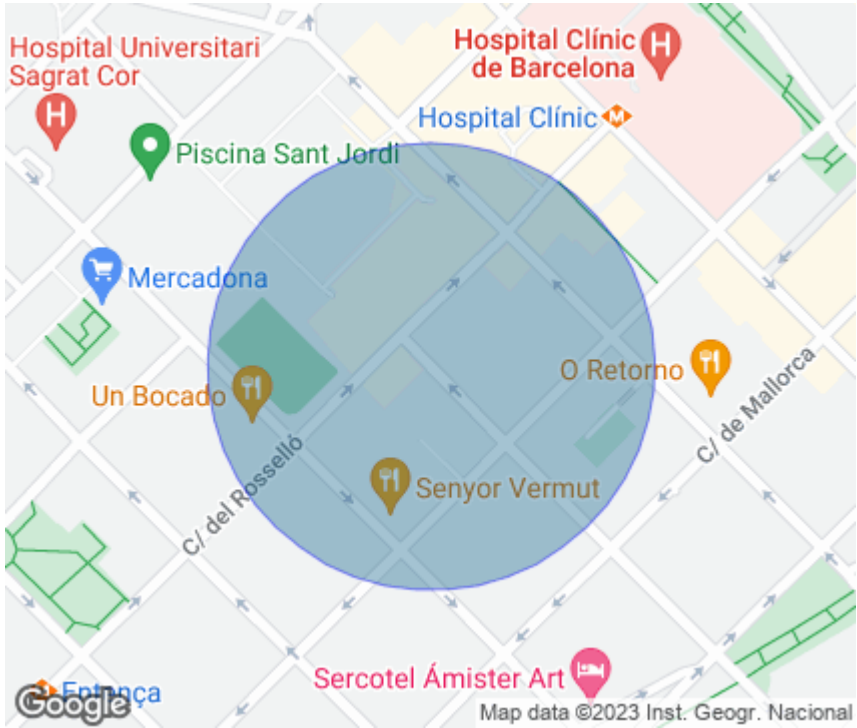 Hospital Universitari
Sagrat Cor
Hospital Clínic
de Barcelona
Hospital Clínic
M
Piscina Sant Jordi
Mercadona
Un Bocado
O Retorno
C/ de Mallorca
C/ del Rosselló
Senyor Vermut
Sercotel Ámister Art
Entença
Google
Map data ©2023 Inst. Geogr. Nacional
H
H